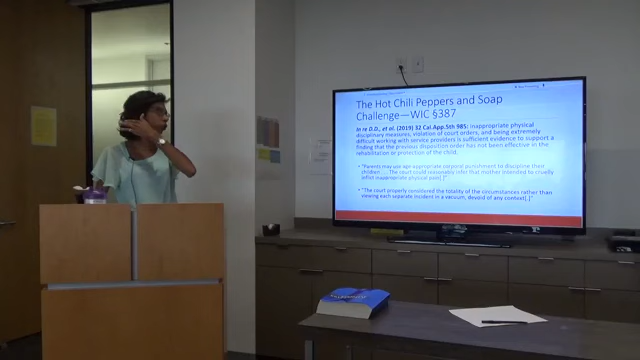 The Hot Chili Peppers and Soap
Challenge—WIC §387
In re D.D., et al. (2019) 32 Cal.App.5th 985: inappropriate physical
disciplinary measures, violation of court orders, and being extremely
difficult working with service providers is sufficient evidence to support a
finding that the previous disposition order has not been effective in the
rehabilitation or protection of the child.
"Parents may use age appropriate corporal punishment to discipline their
children . . . . The court could reasonably infer that mother intended to cruelly
inflict inappropriate physical pain[.]"
"The court properly considered the totality of the circumstances rather than
viewing each separate incident in a vacuum, devoid of any context[.]"